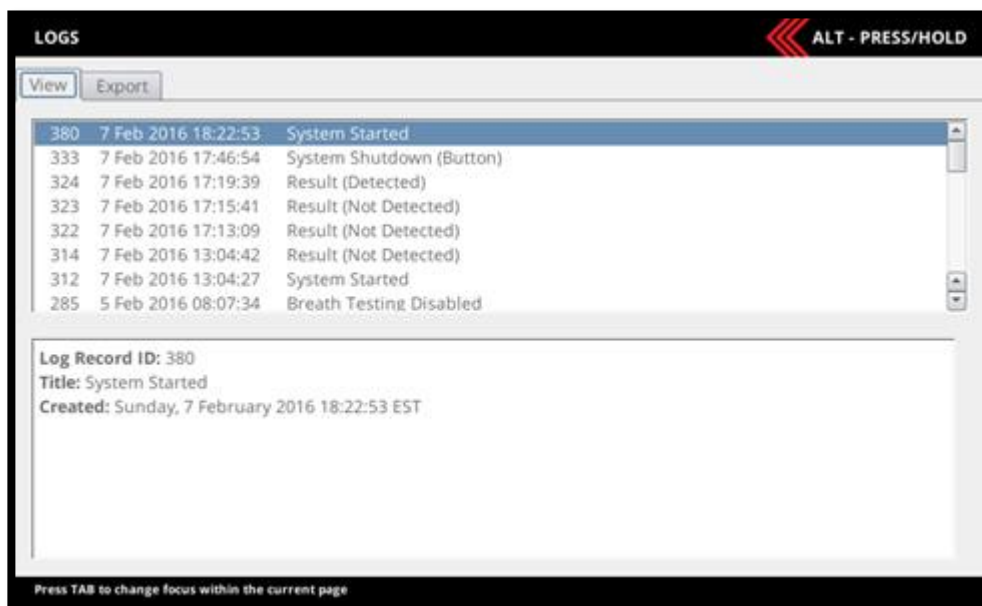 LOGS
ALT - PRESS/HOLD
View Export
380 7 Feb 2016 18:22:53 System Started
333 7 Feb 2016 17:46:54 System Shutdown (Button)
324 7 Feb 2016 17:19:39 Result (Detected)
323 7 Feb 2016 17:15:41 Result (Not Detected)
322 7 Feb 2016 17:13:09 Result (Not Detected)
314 7 Feb 2016 13:04:42 Result (Not Detected)
312 7 Feb 2016 13:04:27 System Started
285 5 Feb 2016 08:07:34 Breath Testing Disabled
Log Record ID: 380
Title: System Started
Created: Sunday, 7 February 2016 18:22:53 EST
Press TAB to change focus within the current page